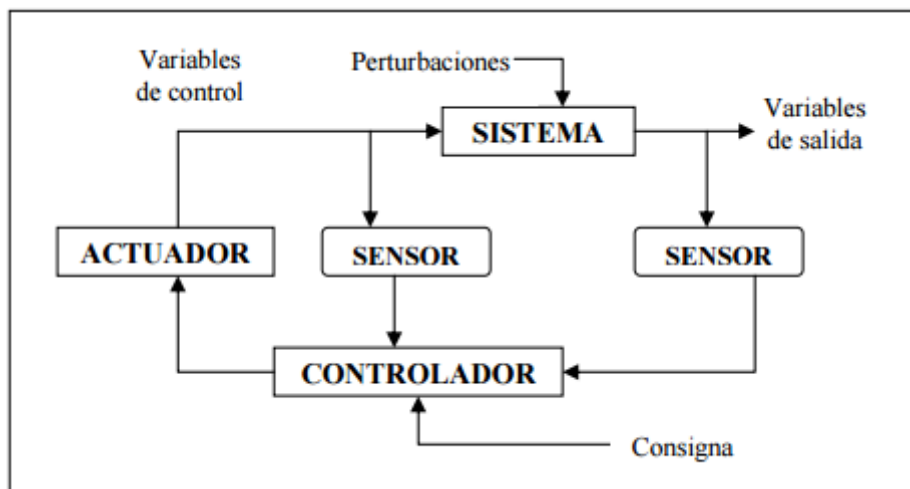 Variables
de control
Perturbaciones
SISTEMA
Variables
de salida
ACTUADOR
SENSOR
SENSOR
CONTROLADOR
Consigna